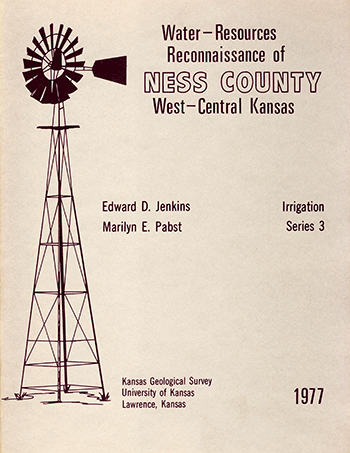 Water-Resources
Reconnaissance of
NESS COUNTY
West-Central Kansas
Edward D. Jenkins
Marilyn E. Pabst
Irrigation
Series 3
Kansas Geological Survey
University of Kansas
Lawrence, Kansas
1977